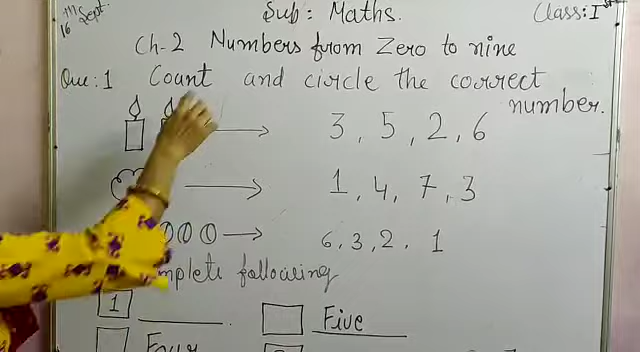 16th Sept.
Sub: Maths.
Class: Ist
Ch-2 Numbers from Zero to nine
Que: 1 Count and circle the correct
number.
3, 5, 2, 6
1, 4, 7, 3
6, 3, 2, 1
following
1 Five
Four